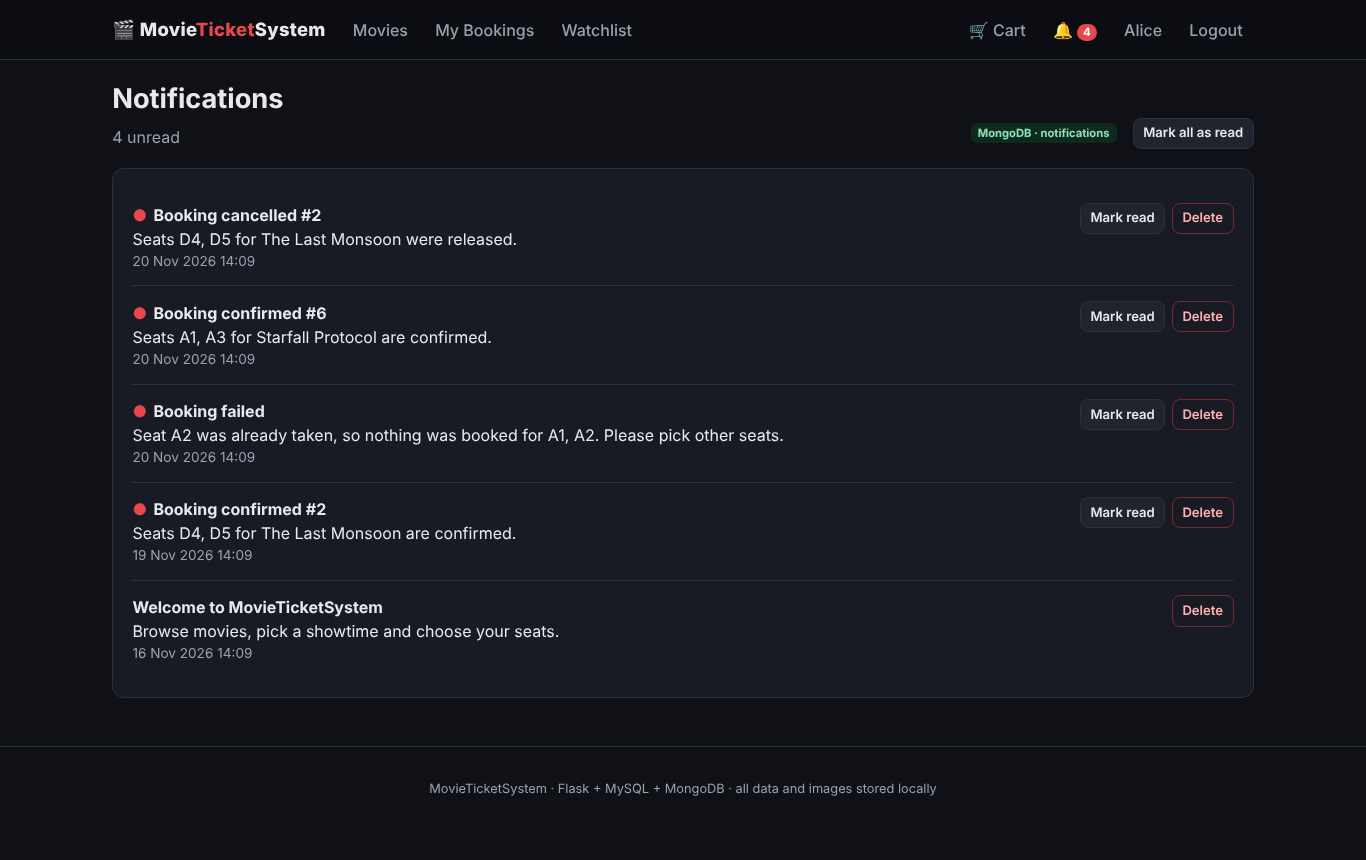 🎬 MovieTicketSystem Movies My Bookings Watchlist 🛒 Cart 🔔 4 Alice Logout
Notifications
4 unread MongoDB · notifications Mark all as read
Booking cancelled #2 Mark read Delete
Seats D4, D5 for The Last Monsoon were released.
20 Nov 2026 14:09
Booking confirmed #6 Mark read Delete
Seats A1, A3 for Starfall Protocol are confirmed.
20 Nov 2026 14:09
Booking failed Mark read Delete
Seat A2 was already taken, so nothing was booked for A1, A2. Please pick other seats.
20 Nov 2026 14:09
Booking confirmed #2 Mark read Delete
Seats D4, D5 for The Last Monsoon are confirmed.
19 Nov 2026 14:09
Welcome to MovieTicketSystem Delete
Browse movies, pick a showtime and choose your seats.
16 Nov 2026 14:09
MovieTicketSystem · Flask + MySQL + MongoDB · all data and images stored locally